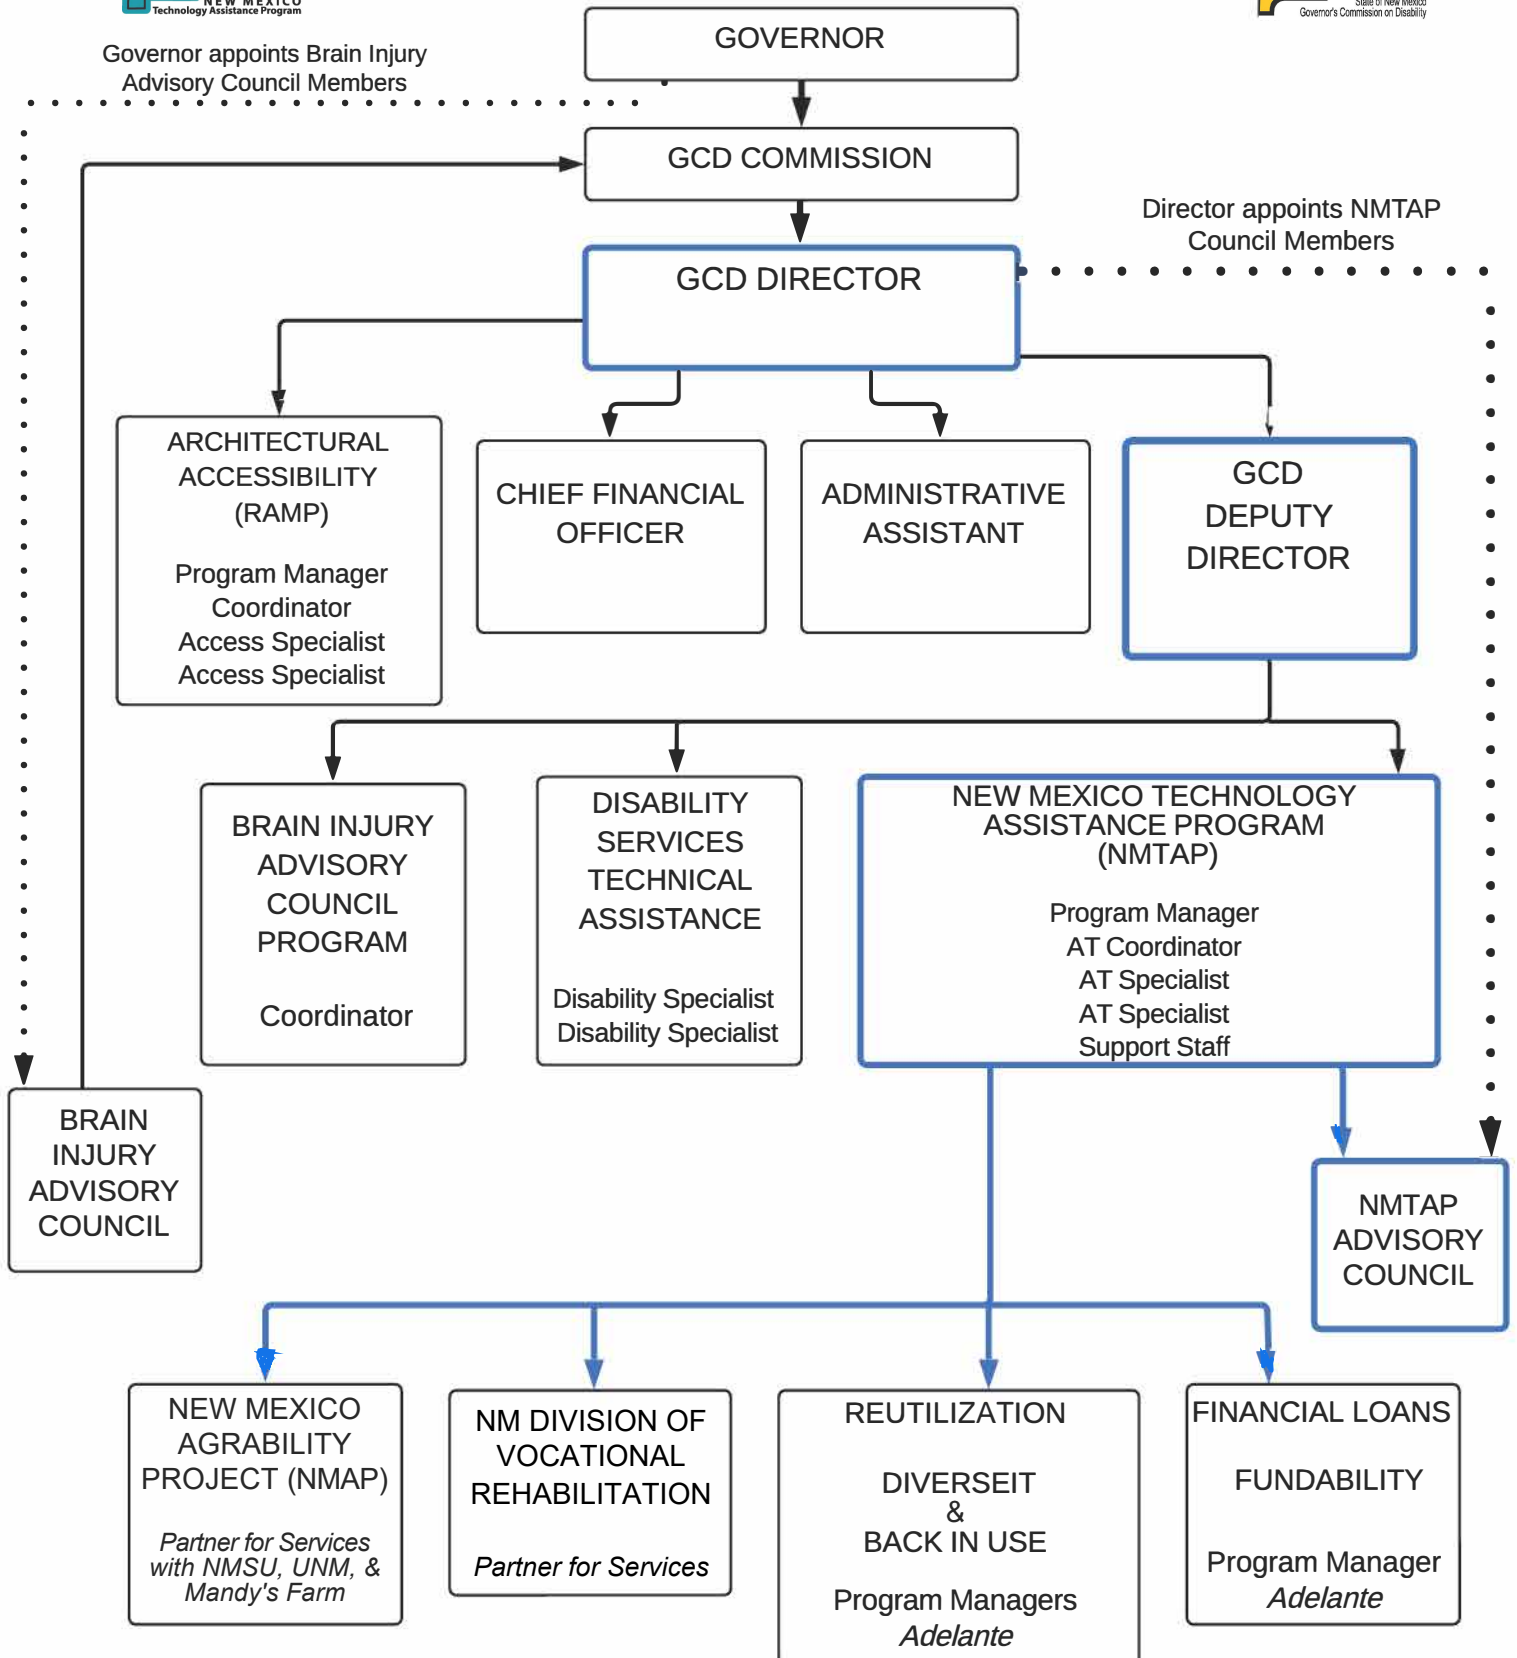 NEW MEXICO
Technology Assistance Program
State of New Mexico
Governor's Commission on Disability
Governor appoints Brain Injury
Advisory Council Members
GOVERNOR
GCD COMMISSION
Director appoints NMTAP
Council Members
GCD DIRECTOR
ARCHITECTURAL
ACCESSIBILITY
(RAMP)
Program Manager
Coordinator
Access Specialist
Access Specialist
CHIEF FINANCIAL
OFFICER
ADMINISTRATIVE
ASSISTANT
GCD
DEPUTY
DIRECTOR
BRAIN INJURY
ADVISORY
COUNCIL
PROGRAM
Coordinator
DISABILITY
SERVICES
TECHNICAL
ASSISTANCE
Disability Specialist
Disability Specialist
NEW MEXICO TECHNOLOGY
ASSISTANCE PROGRAM
(NMTAP)
Program Manager
AT Coordinator
AT Specialist
AT Specialist
Support Staff
BRAIN
INJURY
ADVISORY
COUNCIL
NMTAP
ADVISORY
COUNCIL
NEW MEXICO
AGRABILITY
PROJECT (NMAP)
Partner for Services
with NMSU, UNM, &
Mandy's Farm
NM DIVISION OF
VOCATIONAL
REHABILITATION
Partner for Services
REUTILIZATION
DIVERSEIT
&
BACK IN USE
Program Managers
Adelante
FINANCIAL LOANS
FUNDABILITY
Program Manager
Adelante